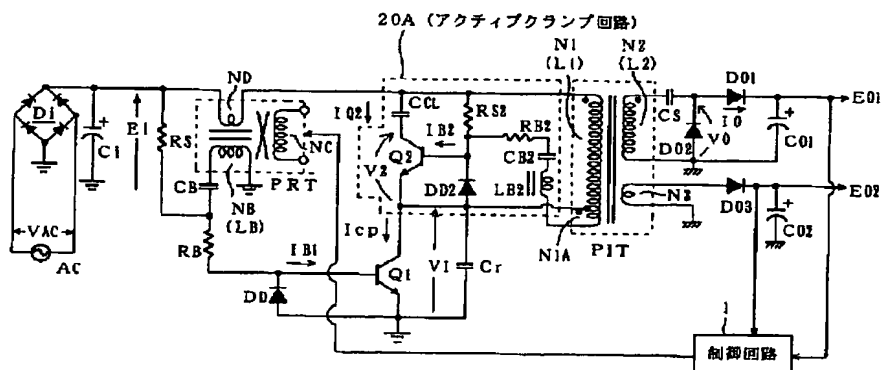 20A (アクティブクランプ回路)
N1
(L1)
N2
(L2)
ND
IQ2
CCL
RS2
CS
D01
E01
Di
Ci
E1
RS
NC
IB2
RB2
I0
CB
Q2
CB2
D02
V0
C01
PRT
V2
DD2
LB2
NB
(LB)
N3
D03
E02
VAC
Icp
N1A
PIT
C02
RB
IB1
V1
Cr
AC
Q1
DD
1
制御回路